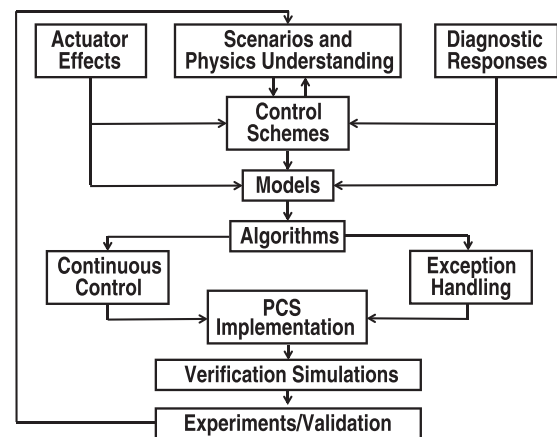 Actuator
Effects
Scenarios and
Physics Understanding
Diagnostic
Responses
Control
Schemes
Models
Algorithms
Continuous
Control
Exception
Handling
PCS
Implementation
Verification Simulations
Experiments/Validation